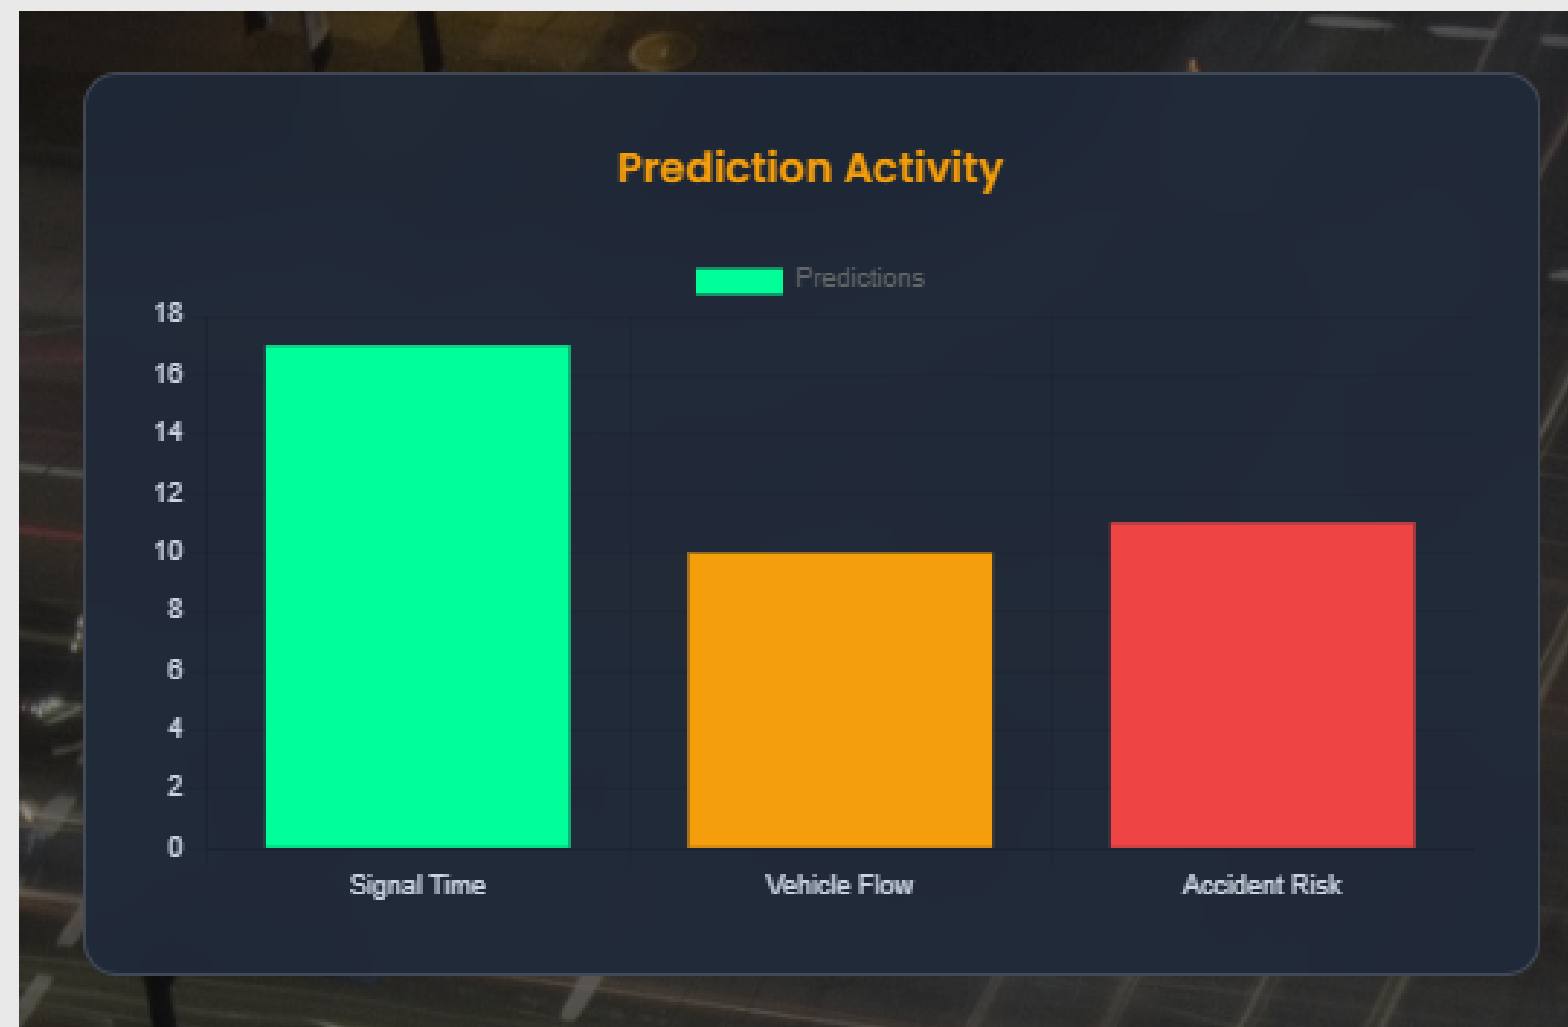 Prediction Activity
Predictions
18
16
14
12
10
8
6
4
2
0
Signal Time
Vehicle Flow
Accident Risk